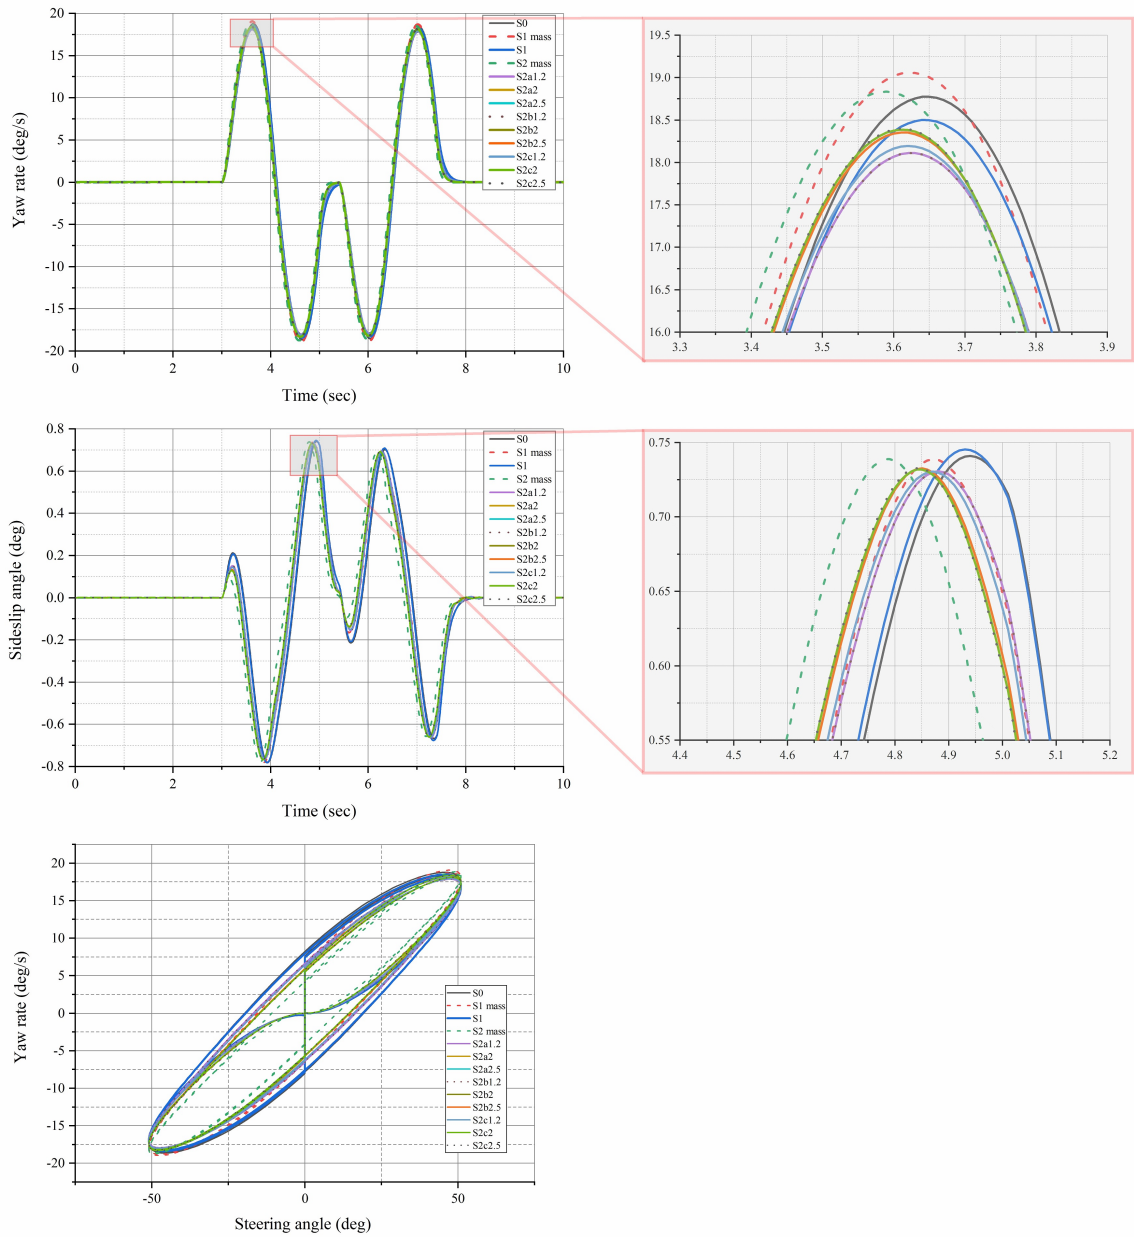 20
15
10
5
0
-5
-10
-15
-20
Yaw rate (deg/s)
0
2
4
6
8
10
Time (sec)
S0
S1 mass
S1
S2 mass
S2a1.2
S2a2
S2a2.5
S2b1.2
S2b2
S2b2.5
S2c1.2
S2c2
S2c2.5
19.5
19.0
18.5
18.0
17.5
17.0
16.5
16.0
3.3
3.4
3.5
3.6
3.7
3.8
3.9
0.8
0.6
0.4
0.2
0.0
-0.2
-0.4
-0.6
-0.8
Sideslip angle (deg)
0
2
4
6
8
10
Time (sec)
S0
S1 mass
S1
S2 mass
S2a1.2
S2a2
S2a2.5
S2b1.2
S2b2
S2b2.5
S2c1.2
S2c2
S2c2.5
0.75
0.70
0.65
0.60
0.55
4.4
4.5
4.6
4.7
4.8
4.9
5.0
5.1
5.2
20
15
10
5
0
-5
-10
-15
-20
Yaw rate (deg/s)
-50
0
50
Steering angle (deg)
S0
S1 mass
S1
S2 mass
S2a1.2
S2a2
S2a2.5
S2b1.2
S2b2
S2b2.5
S2c1.2
S2c2
S2c2.5